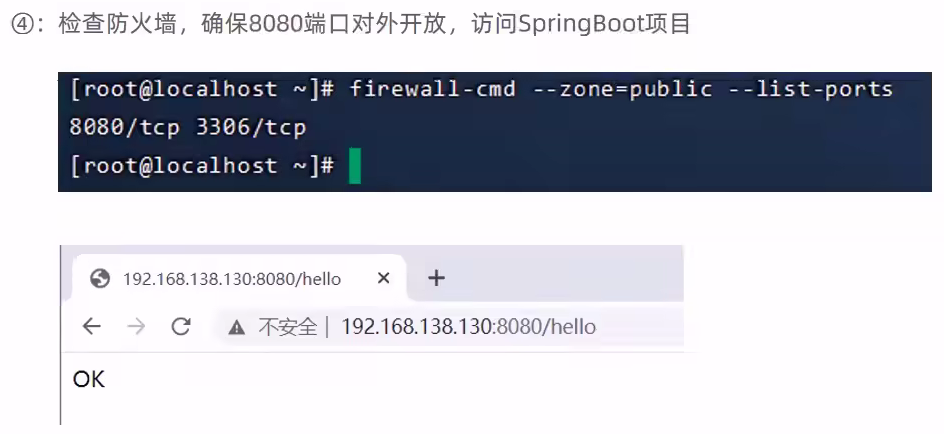 ④：检查防火墙，确保8080端口对外开放，访问SpringBoot项目
[root@localhost ~]# firewall-cmd --zone=public --list-ports
8080/tcp 3306/tcp
[root@localhost ~]#
192.168.138.130:8080/hello
不安全 | 192.168.138.130:8080/hello
OK